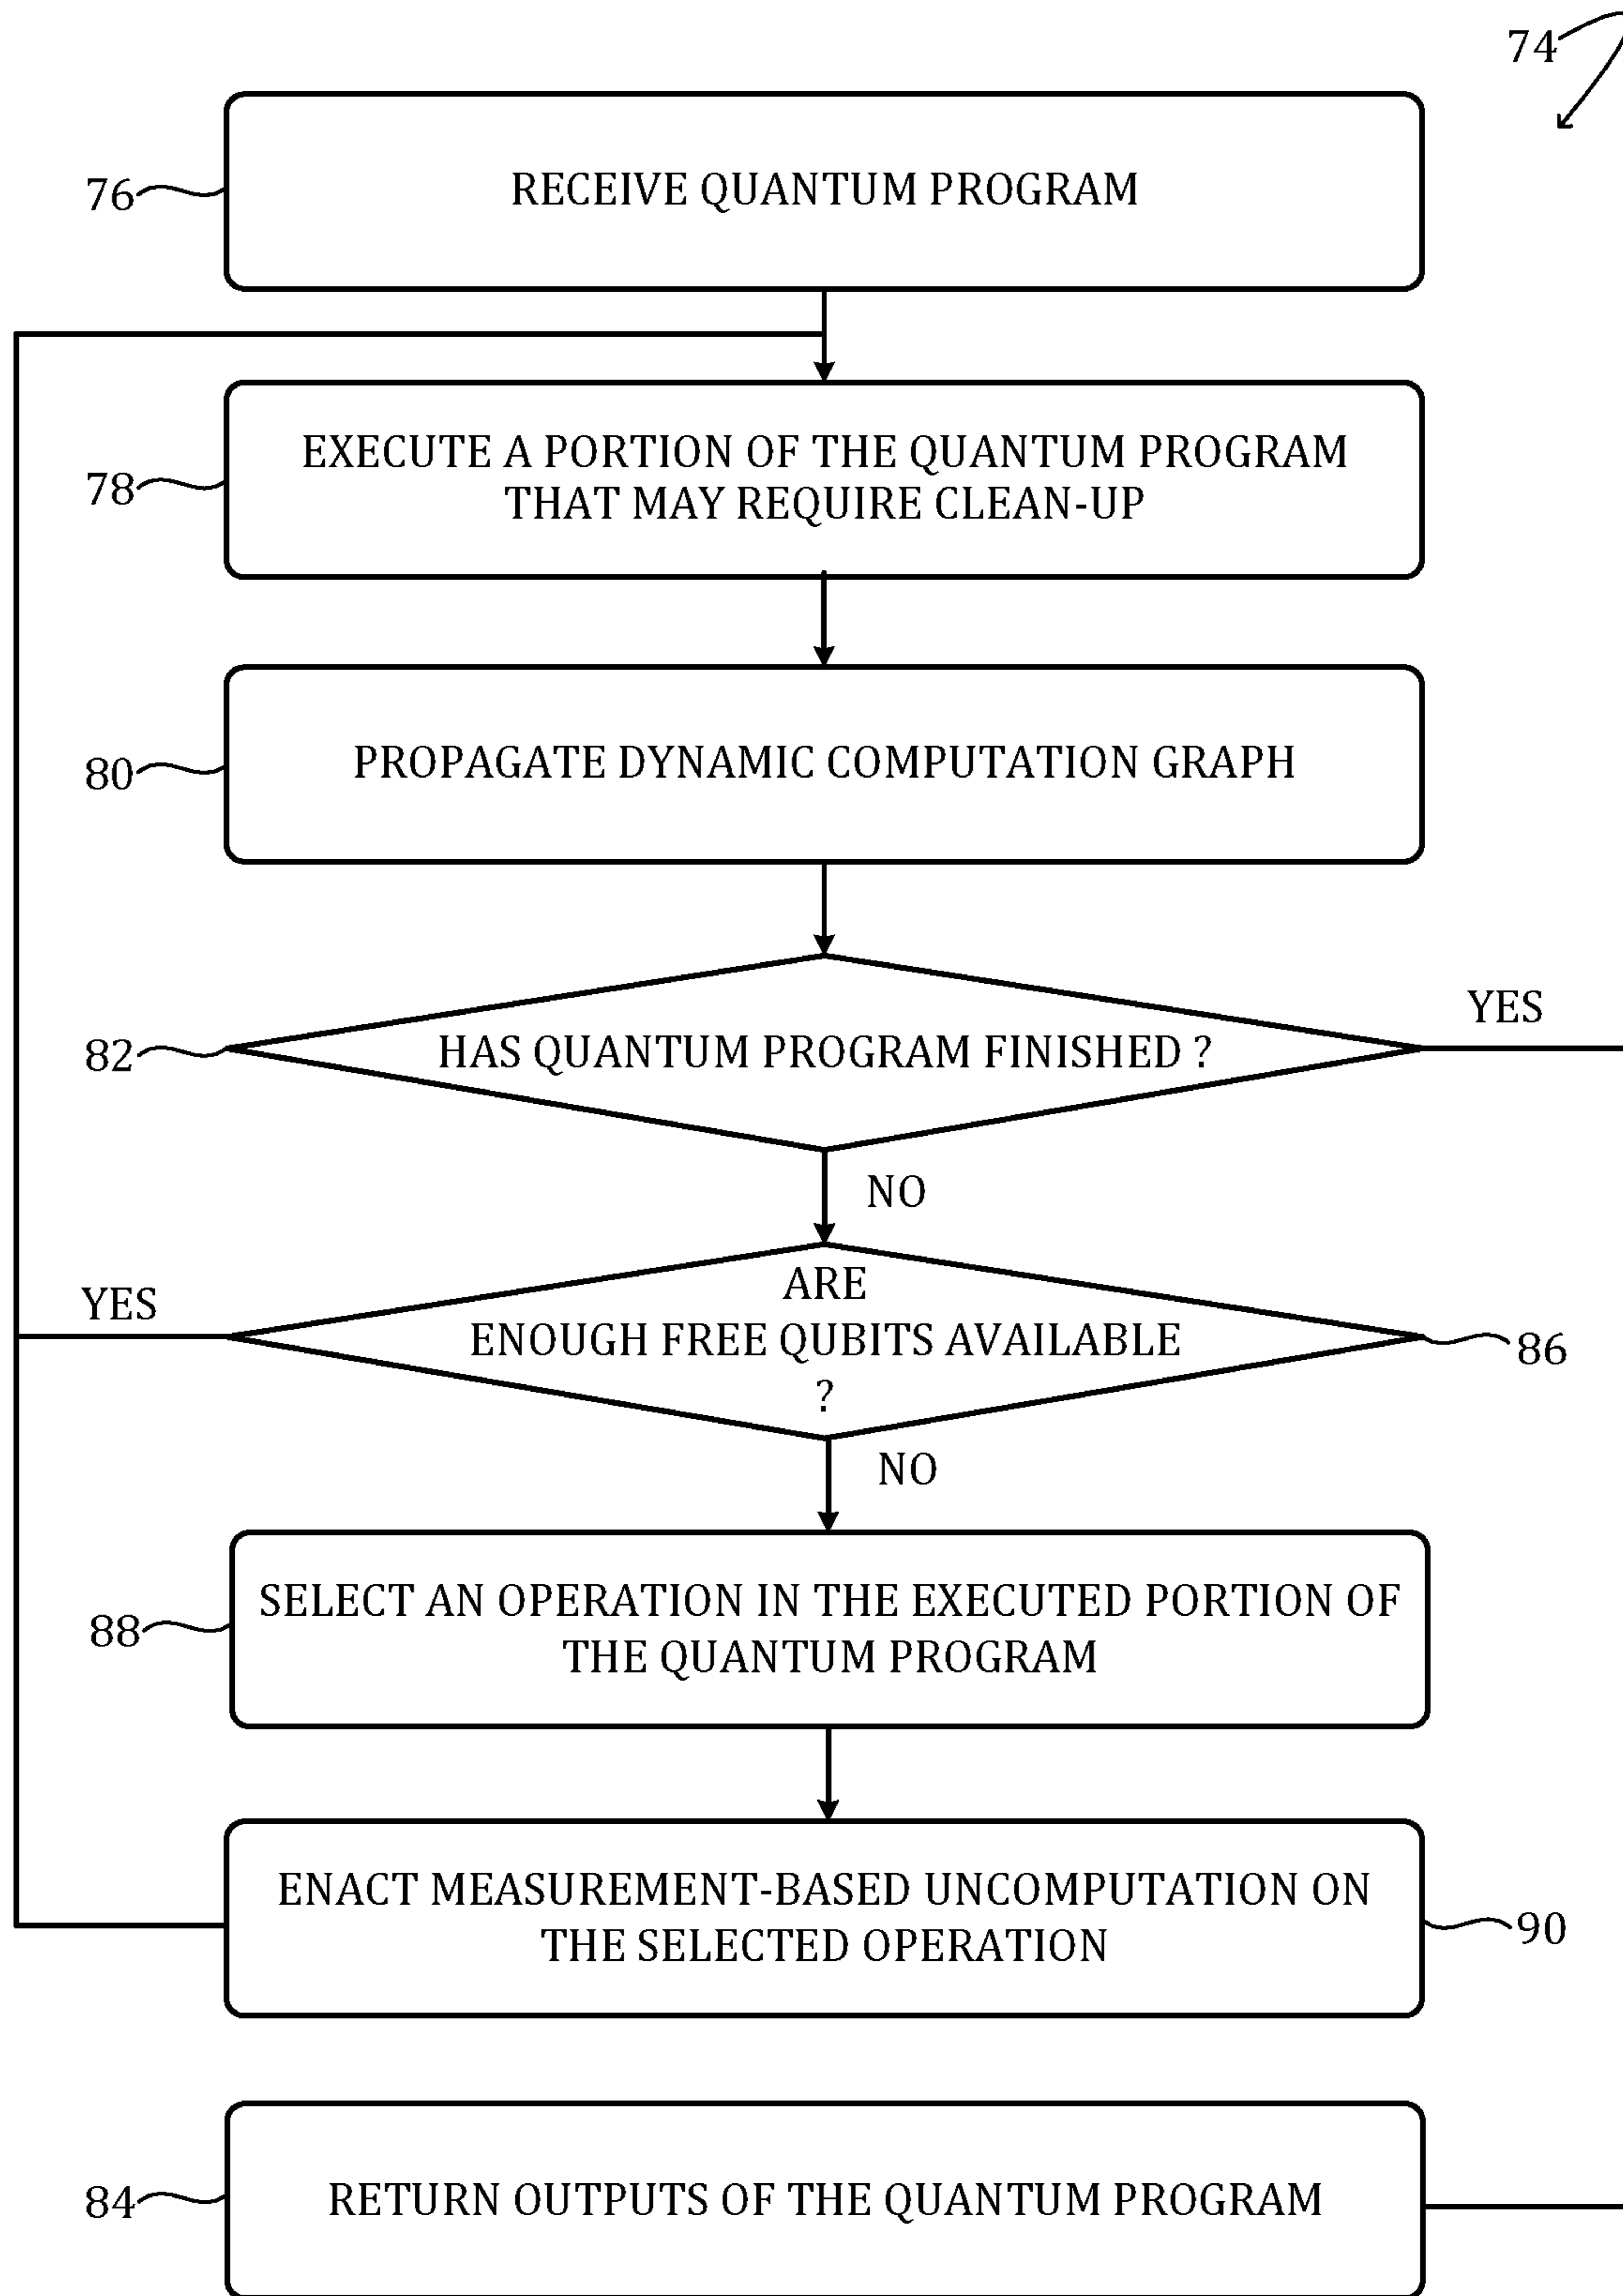 74
76
RECEIVE QUANTUM PROGRAM
78
EXECUTE A PORTION OF THE QUANTUM PROGRAM
THAT MAY REQUIRE CLEAN-UP
80
PROPAGATE DYNAMIC COMPUTATION GRAPH
YES
82
HAS QUANTUM PROGRAM FINISHED ?
NO
YES
ARE
ENOUGH FREE QUBITS AVAILABLE
?
86
NO
88
SELECT AN OPERATION IN THE EXECUTED PORTION OF
THE QUANTUM PROGRAM
ENACT MEASUREMENT-BASED UNCOMPUTATION ON
THE SELECTED OPERATION
90
84
RETURN OUTPUTS OF THE QUANTUM PROGRAM